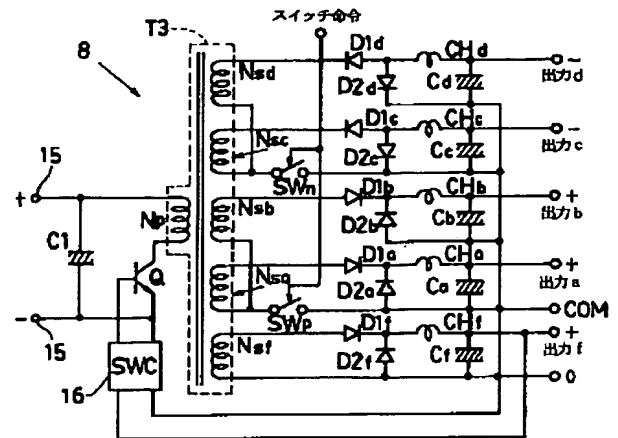 スイッチ命令
T3
8
D1d
CHd
−
Nsd
D2d
Cd
出力d
D1c
CHc
−
Nsc
D2c
Cc
出力c
SWn
15
D1b
CHb
+
+
Np
Nsb
D2b
Cb
出力b
C1
D1a
CHa
+
Q
Nsa
D2a
Ca
出力a
SWp
COM
−
15
D1f
CHf
+
SWC
Nsf
D2f
Cf
出力f
16
0